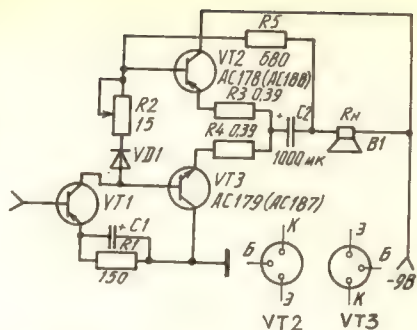 R5
680
VT2
AC178 (AC188)
R3 0,39
R2
15
R4 0,39
C2
+
1000 мк
Rн
B1
VD1
VT3
AC179 (AC187)
VT1
+ C1
R1
150
К
Б
Э
VT2
Э
Б
К
VT3
-9В